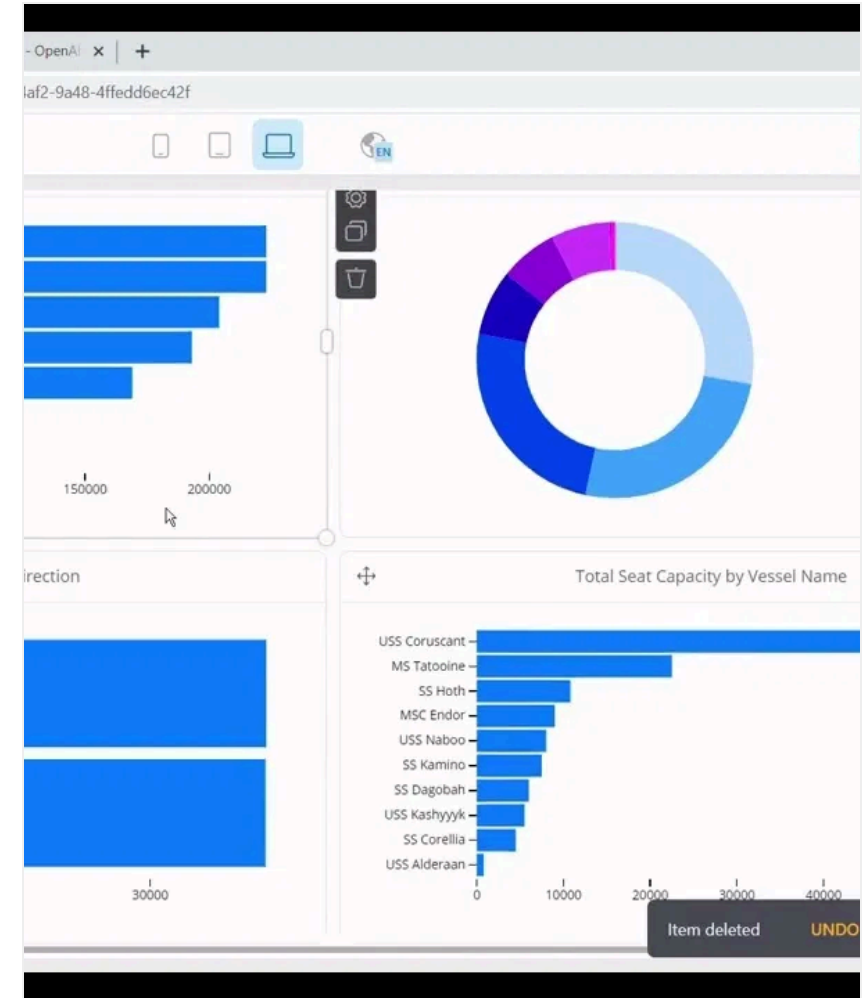 - OpenAI
af2-9a48-4ffedd6ec42f
EN
150000 200000
irection
Total Seat Capacity by Vessel Name
USS Coruscant
MS Tatooine
SS Hoth
MSC Endor
USS Naboo
SS Kamino
SS Dagobah
USS Kashyyyk
SS Corellia
USS Alderaan
30000
0 10000 20000 30000 40000
Item deleted UNDO